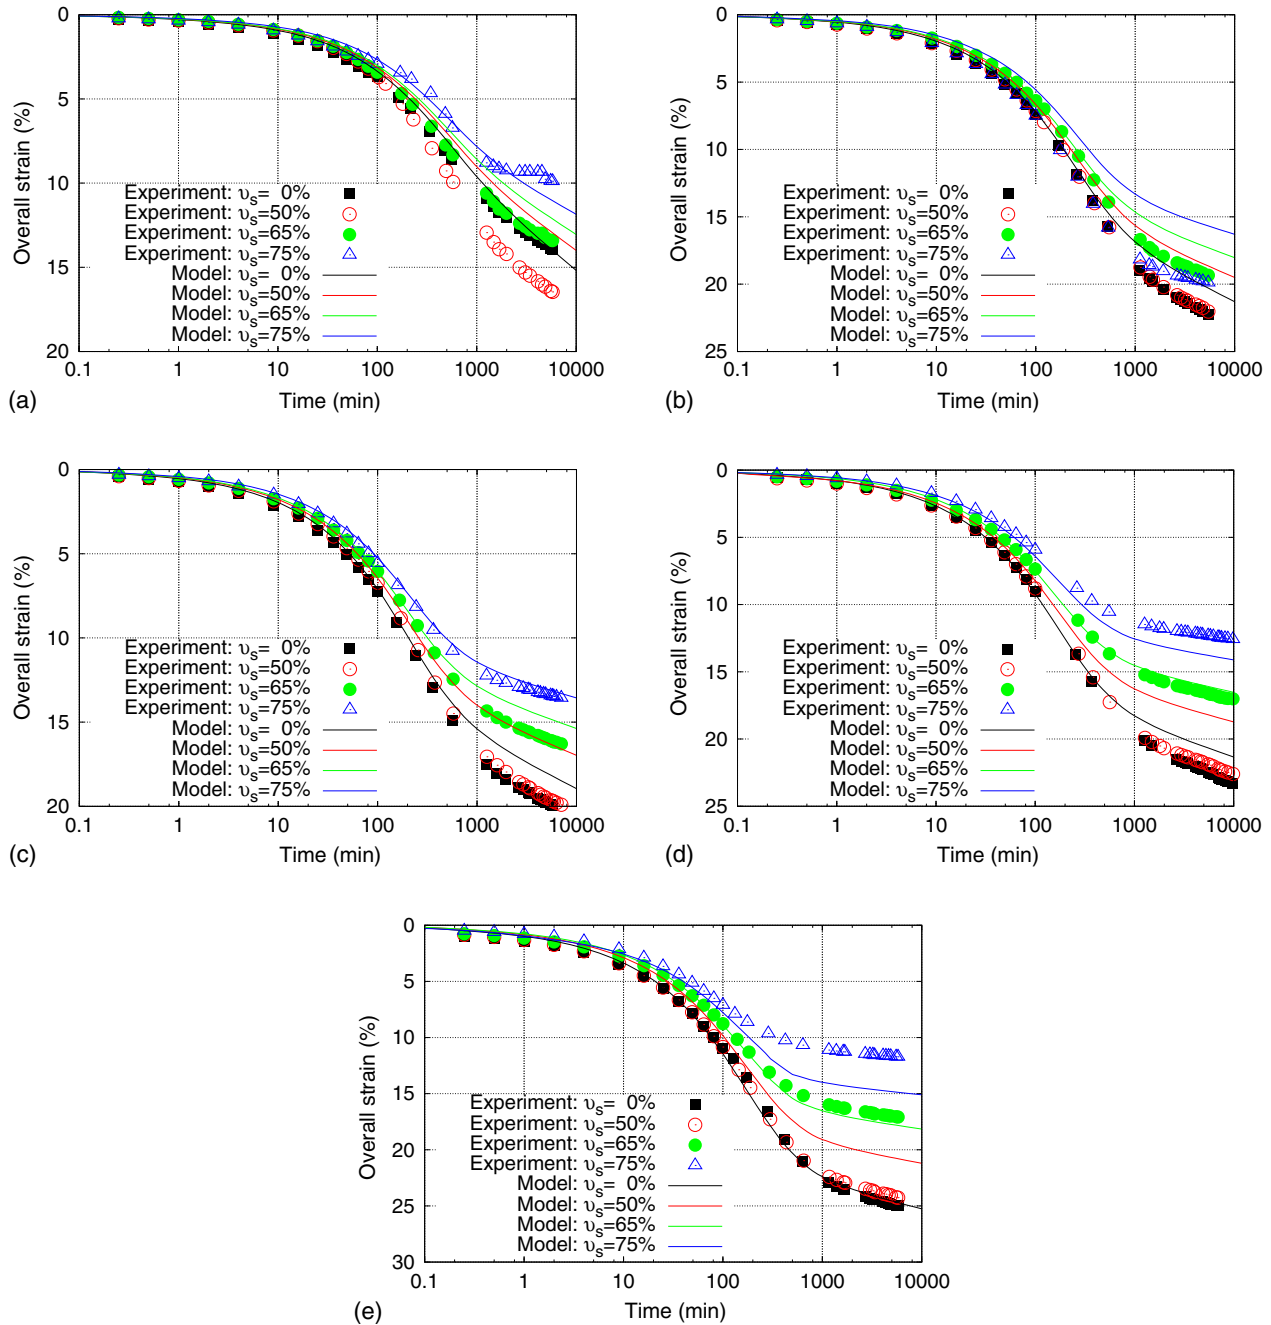 0
5
10
15
20
0.1 1 10 100 1000 10000
Overall strain (%)
Time (min)
Experiment: υs= 0%
Experiment: υs=50%
Experiment: υs=65%
Experiment: υs=75%
Model: υs= 0%
Model: υs=50%
Model: υs=65%
Model: υs=75%
(a)
0
5
10
15
20
25
0.1 1 10 100 1000 10000
Overall strain (%)
Time (min)
Experiment: υs= 0%
Experiment: υs=50%
Experiment: υs=65%
Experiment: υs=75%
Model: υs= 0%
Model: υs=50%
Model: υs=65%
Model: υs=75%
(b)
0
5
10
15
20
0.1 1 10 100 1000 10000
Overall strain (%)
Time (min)
Experiment: υs= 0%
Experiment: υs=50%
Experiment: υs=65%
Experiment: υs=75%
Model: υs= 0%
Model: υs=50%
Model: υs=65%
Model: υs=75%
(c)
0
5
10
15
20
25
0.1 1 10 100 1000 10000
Overall strain (%)
Time (min)
Experiment: υs= 0%
Experiment: υs=50%
Experiment: υs=65%
Experiment: υs=75%
Model: υs= 0%
Model: υs=50%
Model: υs=65%
Model: υs=75%
(d)
0
5
10
15
20
25
30
0.1 1 10 100 1000 10000
Overall strain (%)
Time (min)
Experiment: υs= 0%
Experiment: υs=50%
Experiment: υs=65%
Experiment: υs=75%
Model: υs= 0%
Model: υs=50%
Model: υs=65%
Model: υs=75%
(e)